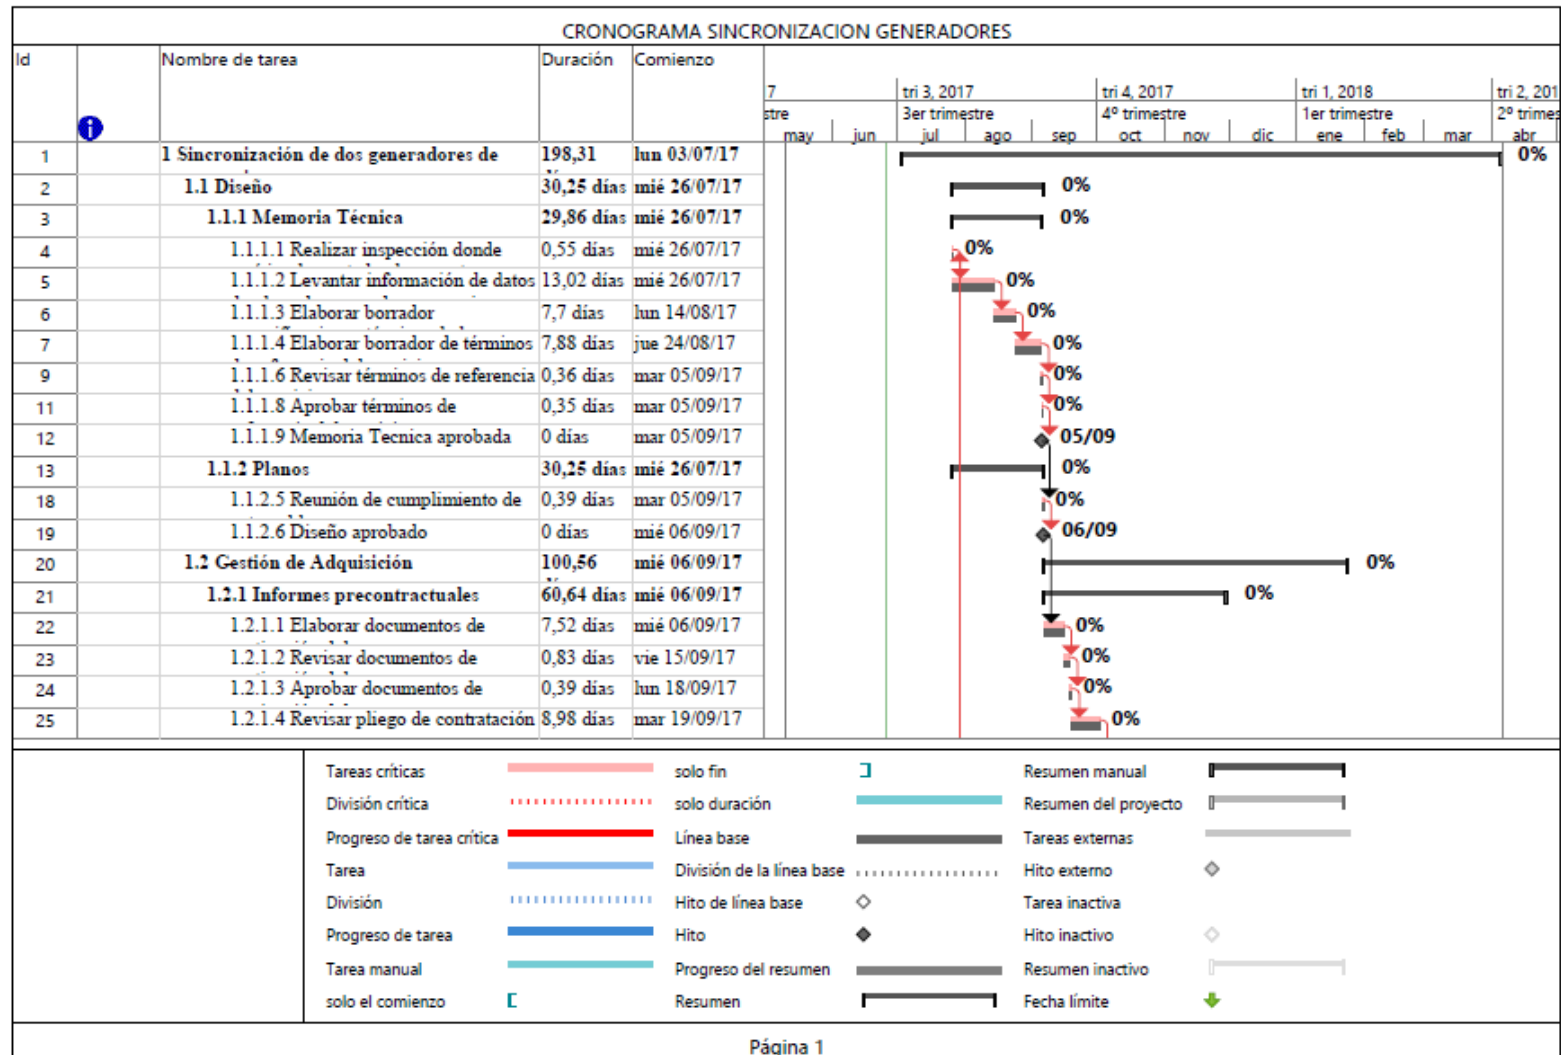 CRONOGRAMA SINCRONIZACION GENERADORES
Id Nombre de tarea Duración Comienzo
7 tri 3, 2017 tri 4, 2017 tri 1, 2018 tri 2, 201
stre 3er trimestre 4º trimestre 1er trimestre 2º trimes
may jun jul ago sep oct nov dic ene feb mar abr
1 1 Sincronización de dos generadores de 198,31 lun 03/07/17 0%
2 1.1 Diseño 30,25 días mié 26/07/17 0%
3 1.1.1 Memoria Técnica 29,86 días mié 26/07/17 0%
4 1.1.1.1 Realizar inspección donde 0,55 días mié 26/07/17 0%
5 1.1.1.2 Levantar información de datos 13,02 días mié 26/07/17 0%
6 1.1.1.3 Elaborar borrador 7,7 días lun 14/08/17 0%
7 1.1.1.4 Elaborar borrador de términos 7,88 días jue 24/08/17 0%
9 1.1.1.6 Revisar términos de referencia 0,36 días mar 05/09/17 0%
11 1.1.1.8 Aprobar términos de 0,35 días mar 05/09/17 0%
12 1.1.1.9 Memoria Tecnica aprobada 0 días mar 05/09/17 05/09
13 1.1.2 Planos 30,25 días mié 26/07/17 0%
18 1.1.2.5 Reunión de cumplimiento de 0,39 días mar 05/09/17 0%
19 1.1.2.6 Diseño aprobado 0 días mié 06/09/17 06/09
20 1.2 Gestión de Adquisición 100,56 mié 06/09/17 0%
21 1.2.1 Informes precontractuales 60,64 días mié 06/09/17 0%
22 1.2.1.1 Elaborar documentos de 7,52 días mié 06/09/17 0%
23 1.2.1.2 Revisar documentos de 0,83 días vie 15/09/17 0%
24 1.2.1.3 Aprobar documentos de 0,39 días lun 18/09/17 0%
25 1.2.1.4 Revisar pliego de contratación 8,98 días mar 19/09/17 0%
Tareas críticas solo fin Resumen manual
División crítica solo duración Resumen del proyecto
Progreso de tarea crítica Línea base Tareas externas
Tarea División de la línea base Hito externo
División Hito de línea base Tarea inactiva
Progreso de tarea Hito Hito inactivo
Tarea manual Progreso del resumen Resumen inactivo
solo el comienzo Resumen Fecha límite
Página 1